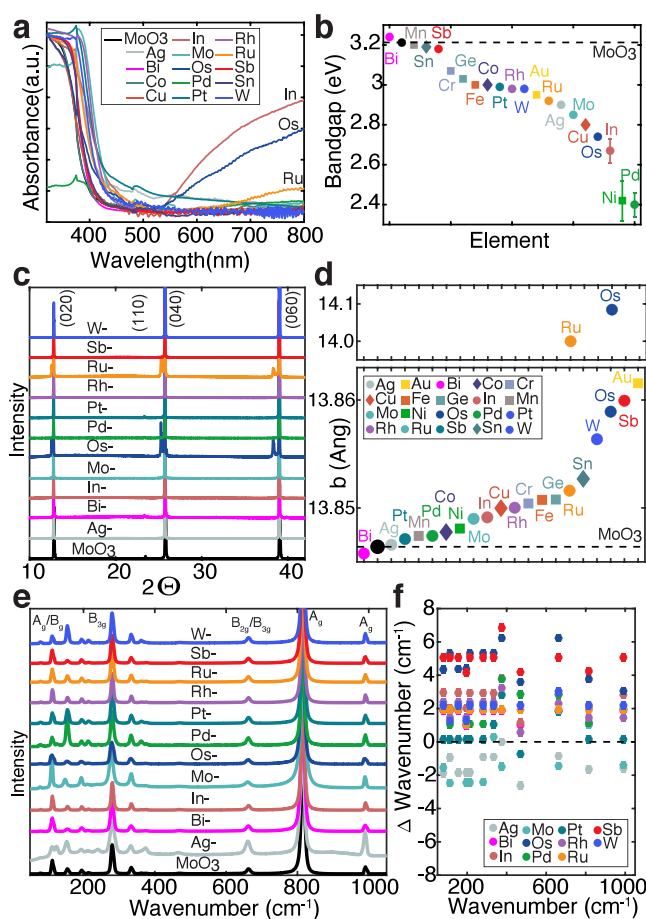 a
Absorbance(a.u.)
MoO3 In Rh
Ag Mo Ru
Bi Os Sb
Co Pd Sn
Cu Pt W
In
Os
Ru
400 500 600 700 800
Wavelength(nm)
b
Bandgap (eV)
3.2
3
2.8
2.6
2.4
Bi
Mn
Sb
Sn
MoO3
Cr
Ge
Fe
Co
Pt
Rh
W
Au
Ru
Ag
Mo
Cu
Os
In
Ni
Pd
Element
c
Intensity
(020)
(110)
(040)
(060)
W-
Sb-
Ru-
Rh-
Pt-
Pd-
Os-
Mo-
In-
Bi-
Ag-
MoO3
10 20 30 40
2Θ
d
14.1
14.0
Ru
Os
b (Ang)
13.86
13.85
Ag Au Bi Co Cr
Cu Fe Ge In Mn
Mo Ni Os Pd Pt
Rh Ru Sb Sn W
Bi
Ag
Pt
Mn
Pd
Co
Ni
Mo
In
Cu
Rh
Cr
Fe
Ge
Ru
Sn
W
Os
Sb
Au
MoO3
e
Intensity
Ag/Bg
B3g
B2g/B3g
Ag
Ag
W-
Sb-
Ru-
Rh-
Pt-
Pd-
Os-
Mo-
In-
Bi-
Ag-
MoO3
200 400 600 800 1000
Wavenumber (cm-1)
f
Δ Wavenumber (cm-1)
8
6
4
2
0
-2
-4
-6
-8
Ag Mo Pt Sb
Bi Os Rh W
In Pd Ru
200 400 600 800 1000
Wavenumber (cm-1)